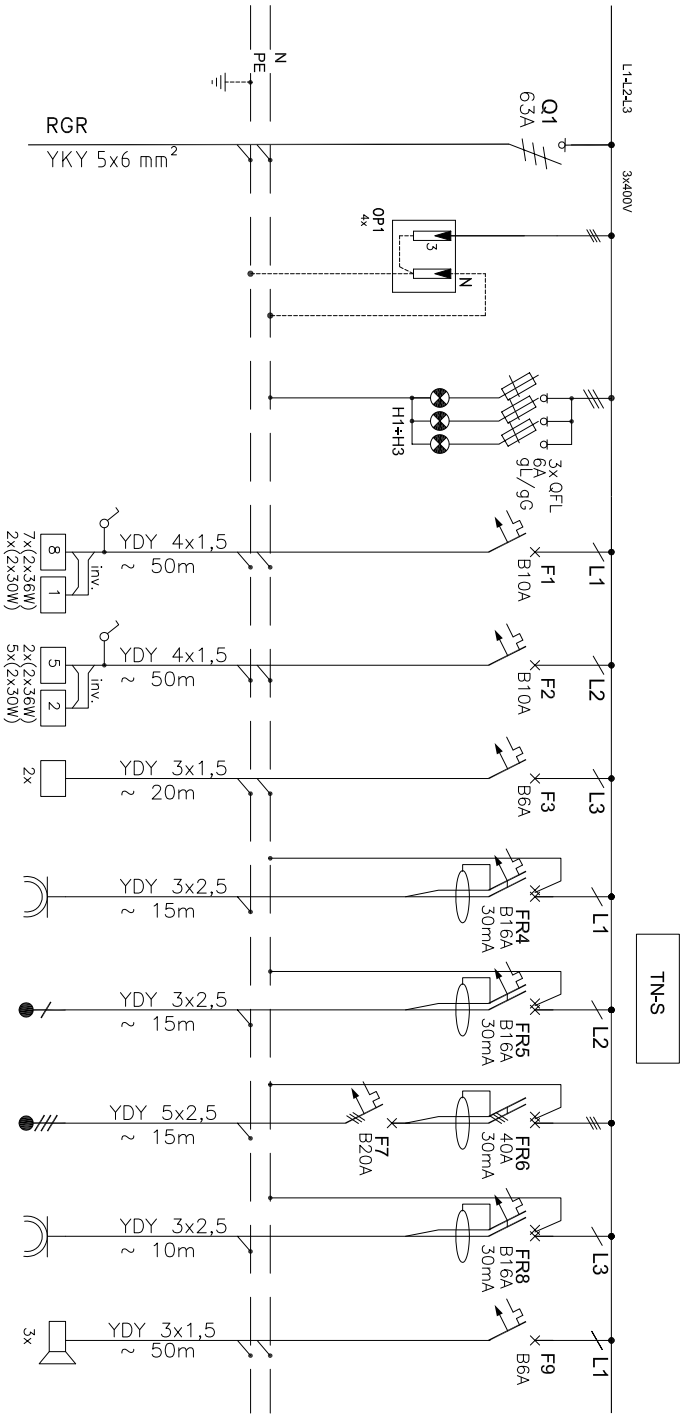 L1-L2-L3
3x400V
N
PE
Q1
63A
RGR
YKY 5x6 mm²
OP1
4x
3
N
3x QFL
6A
gL/gG
H1÷H3
L1
F1
B10A
YDY 4x1,5
~ 50m
inv.
8
1
7x(2x36W)
2x(2x30W)
L2
F2
B10A
YDY 4x1,5
~ 50m
inv.
5
2
2x(2x36W)
5x(2x30W)
L3
F3
B6A
YDY 3x1,5
~ 20m
2x
L1
FR4
B16A
30mA
YDY 3x2,5
~ 15m
TN-S
L2
FR5
B16A
30mA
YDY 3x2,5
~ 15m
FR6
40A
30mA
F7
B20A
YDY 5x2,5
~ 15m
L3
FR8
B16A
30mA
YDY 3x2,5
~ 10m
L1
F9
B6A
YDY 3x1,5
~ 50m
3x